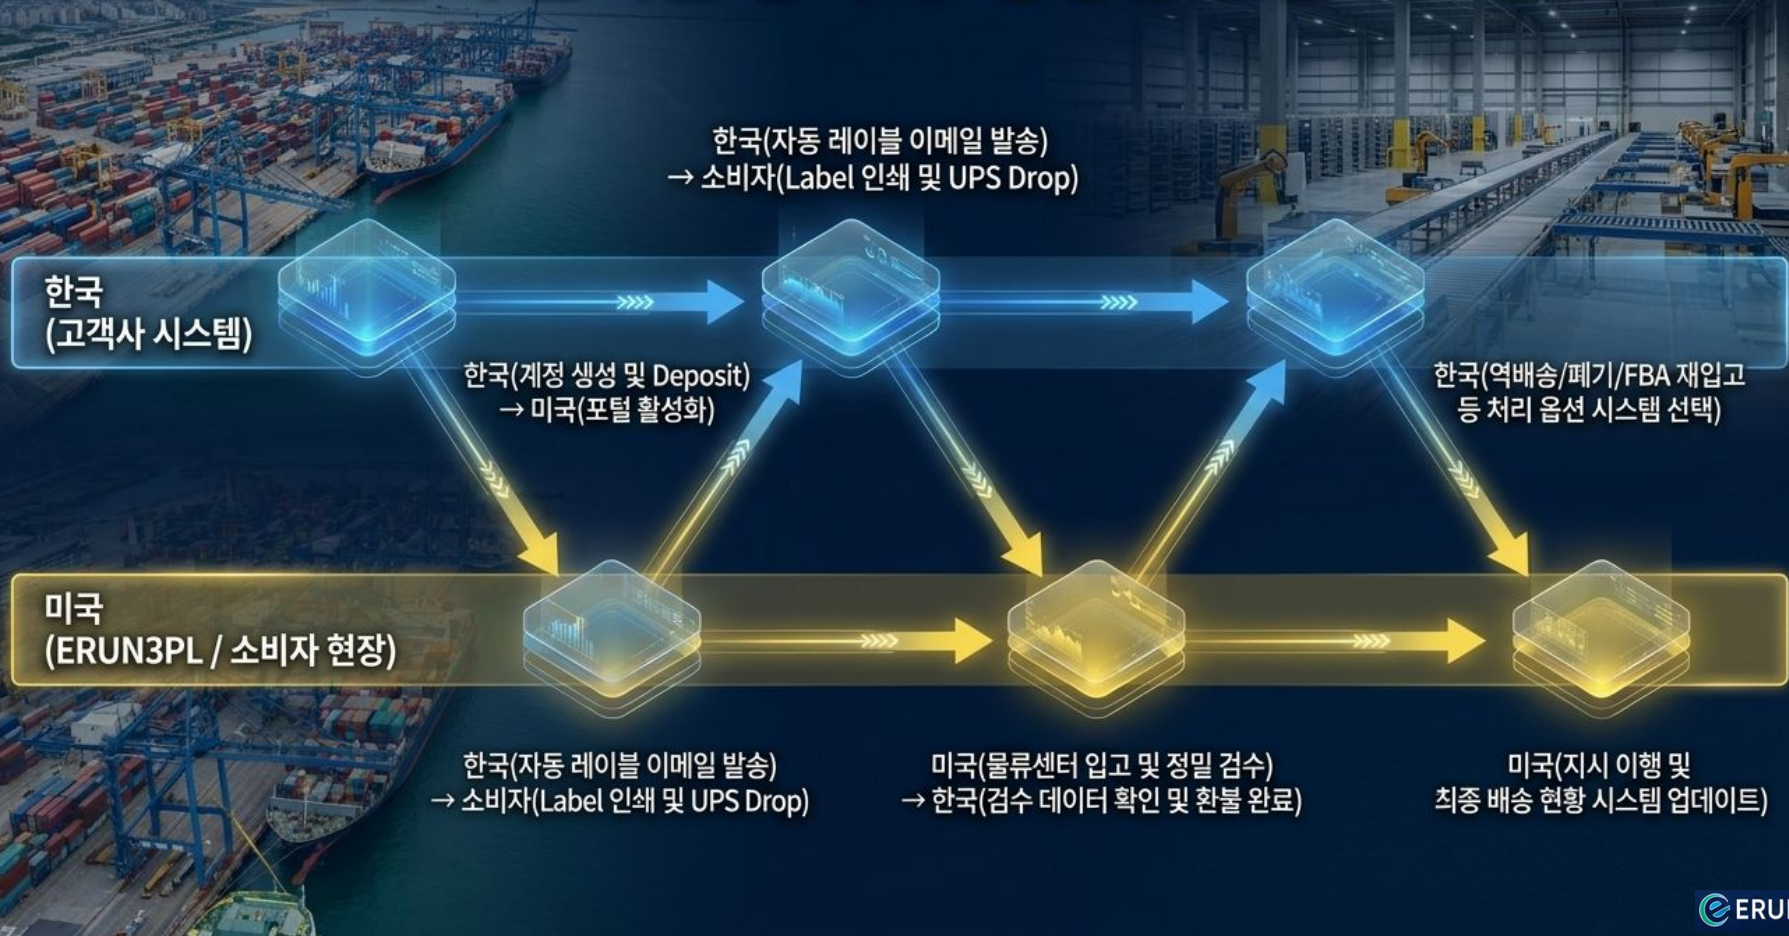 한국(자동 레이블 이메일 발송)
→ 소비자(Label 인쇄 및 UPS Drop)
한국
(고객사 시스템)
한국(계정 생성 및 Deposit)
→ 미국(포털 활성화)
한국(역배송/폐기/FBA 재입고
등 처리 옵션 시스템 선택)
미국
(ERUN3PL / 소비자 현장)
한국(자동 레이블 이메일 발송)
→ 소비자(Label 인쇄 및 UPS Drop)
미국(물류센터 입고 및 정밀 검수)
→ 한국(검수 데이터 확인 및 환불 완료)
미국(지시 이행 및
최종 배송 현황 시스템 업데이트)